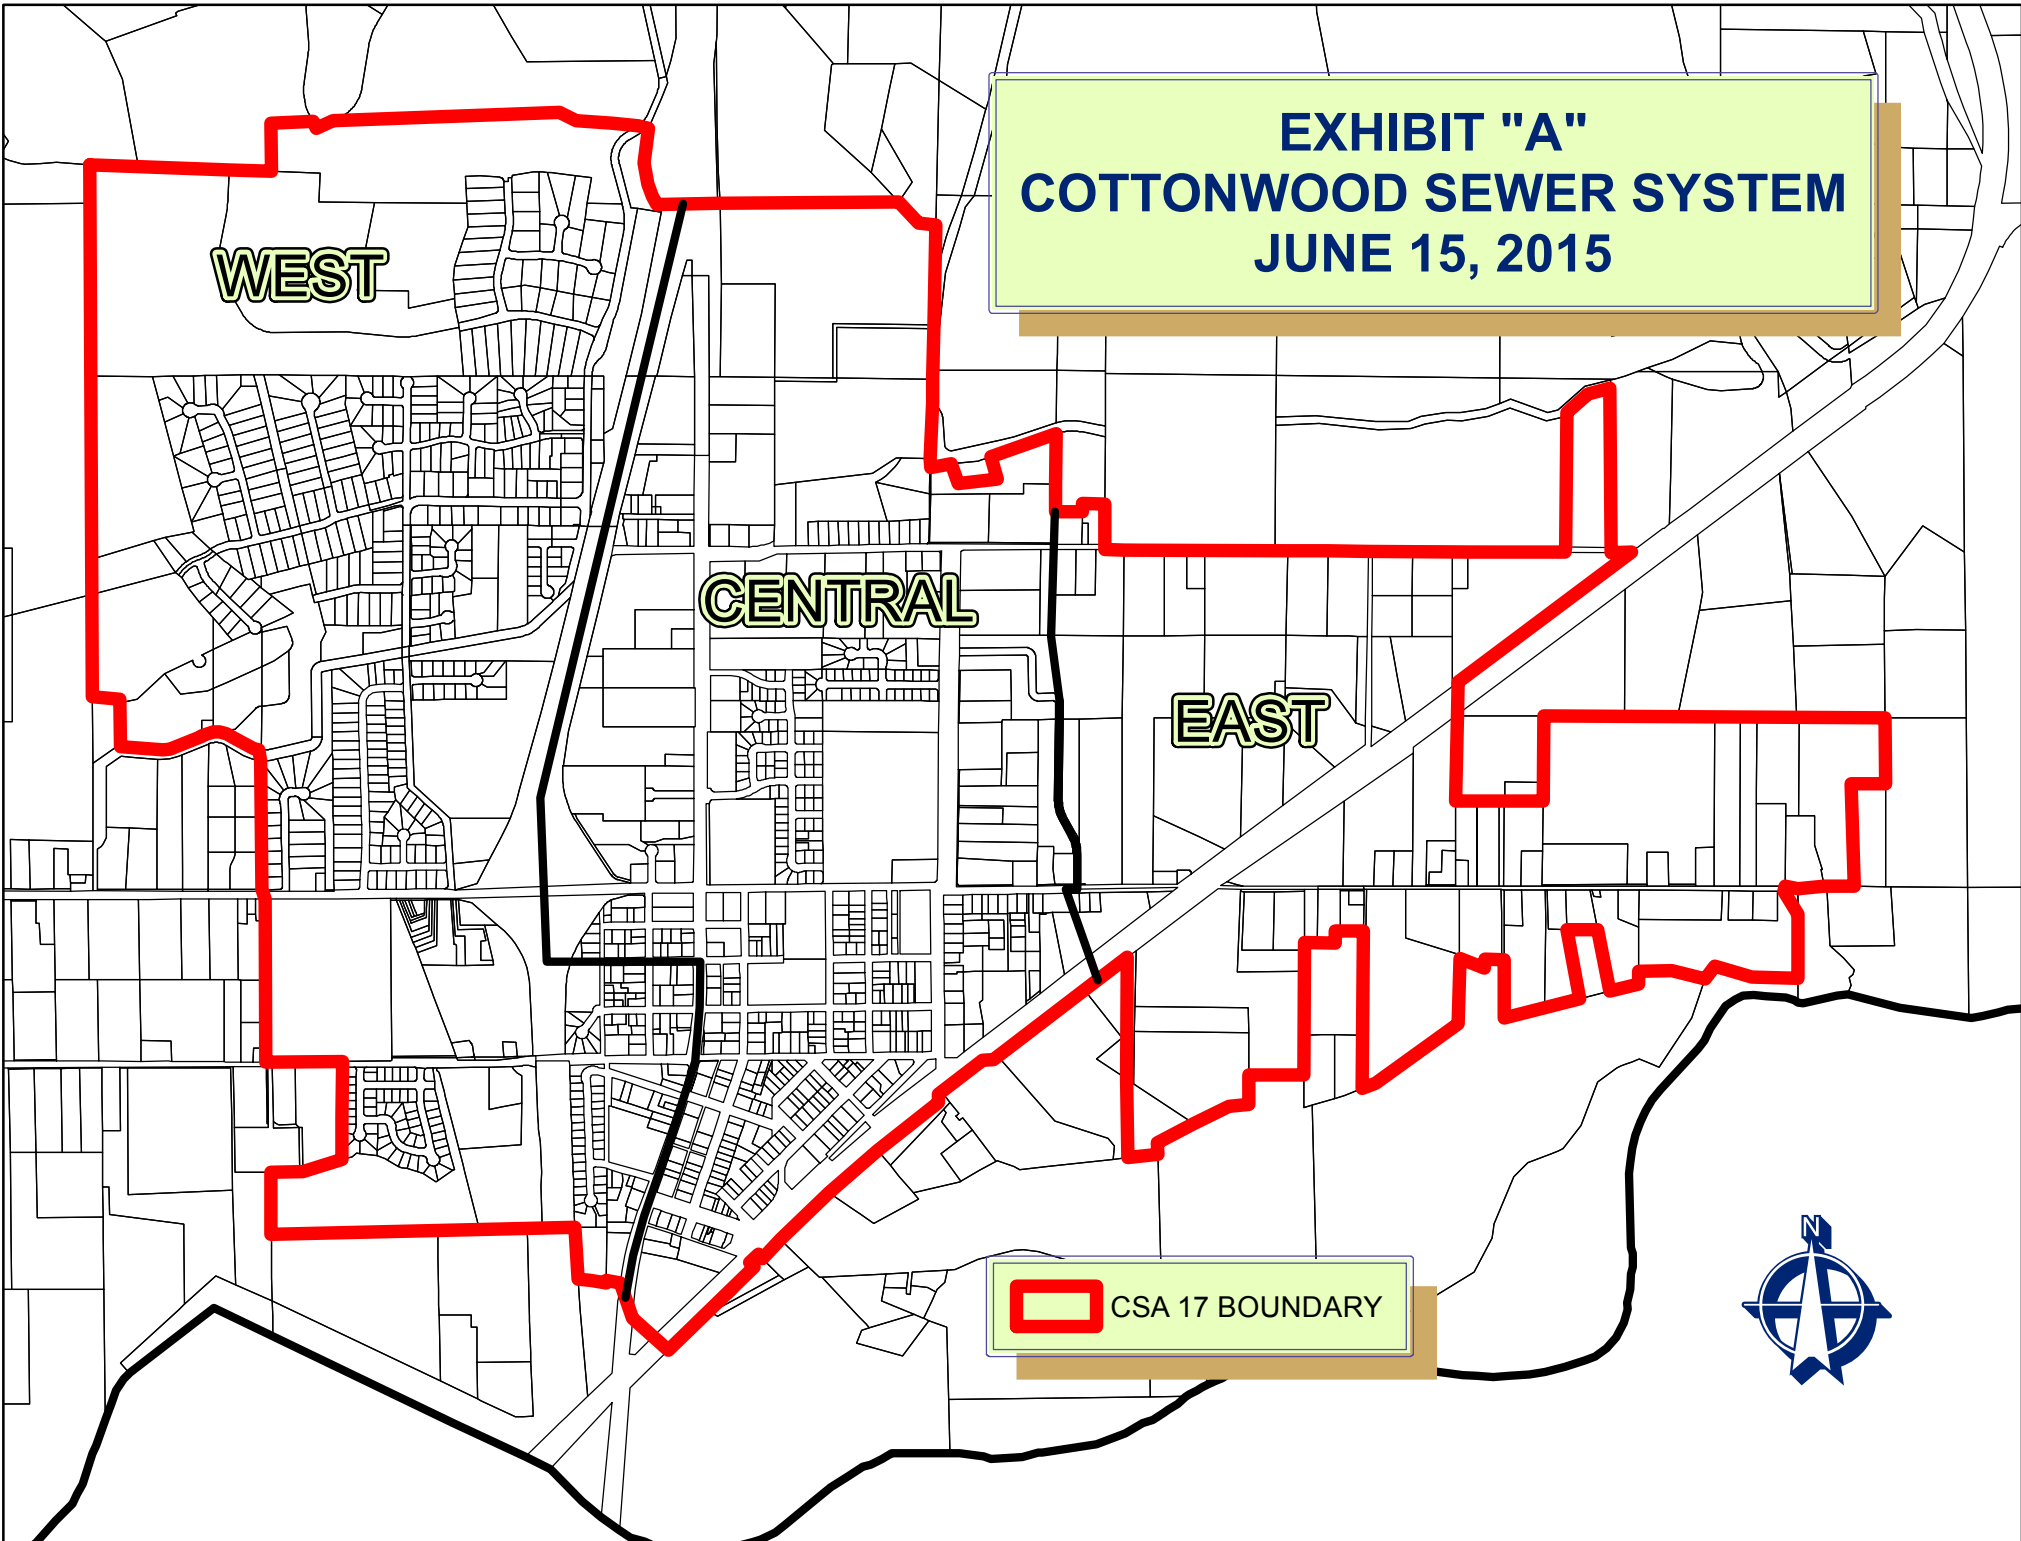 EXHIBIT "A"
COTTONWOOD SEWER SYSTEM
JUNE 15, 2015
WEST
CENTRAL
EAST
CSA 17 BOUNDARY
N